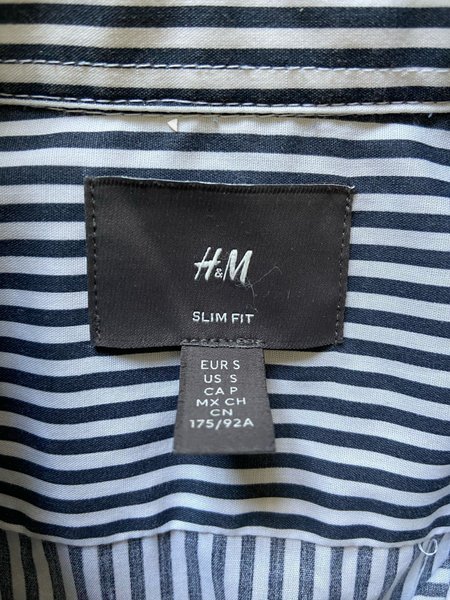 H&M
SLIM FIT
EUR S
US S
CA P
MX CH
CN
175/92A